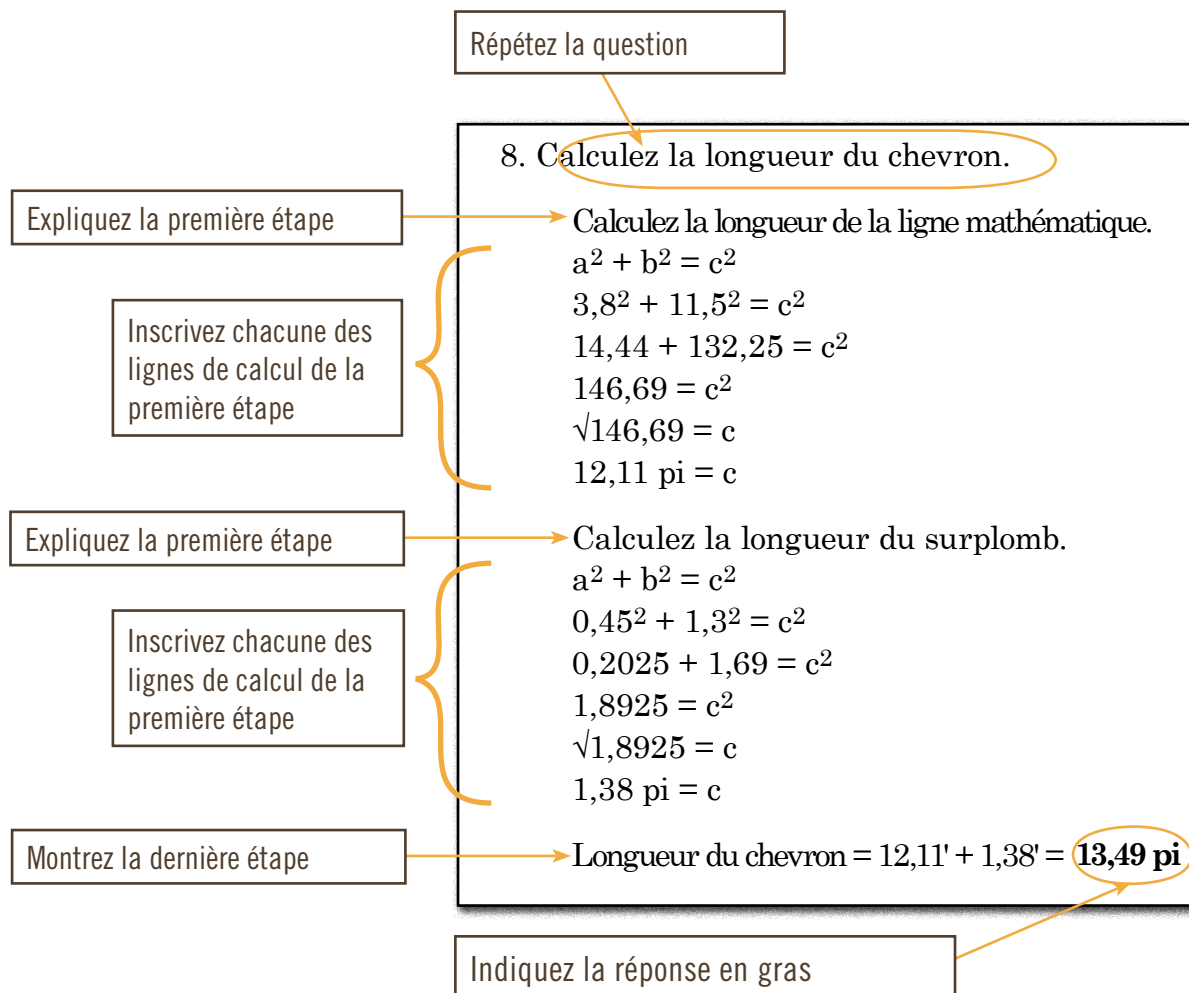 Répétez la question
8. Calculez la longueur du chevron.
Expliquez la première étape
Calculez la longueur de la ligne mathématique.
Inscrivez chacune des
lignes de calcul de la
première étape
a² + b² = c²
3,8² + 11,5² = c²
14,44 + 132,25 = c²
146,69 = c²
√146,69 = c
12,11 pi = c
Expliquez la première étape
Calculez la longueur du surplomb.
Inscrivez chacune des
lignes de calcul de la
première étape
a² + b² = c²
0,45² + 1,3² = c²
0,2025 + 1,69 = c²
1,8925 = c²
√1,8925 = c
1,38 pi = c
Montrez la dernière étape
Longueur du chevron = 12,11' + 1,38' = 13,49 pi
Indiquez la réponse en gras